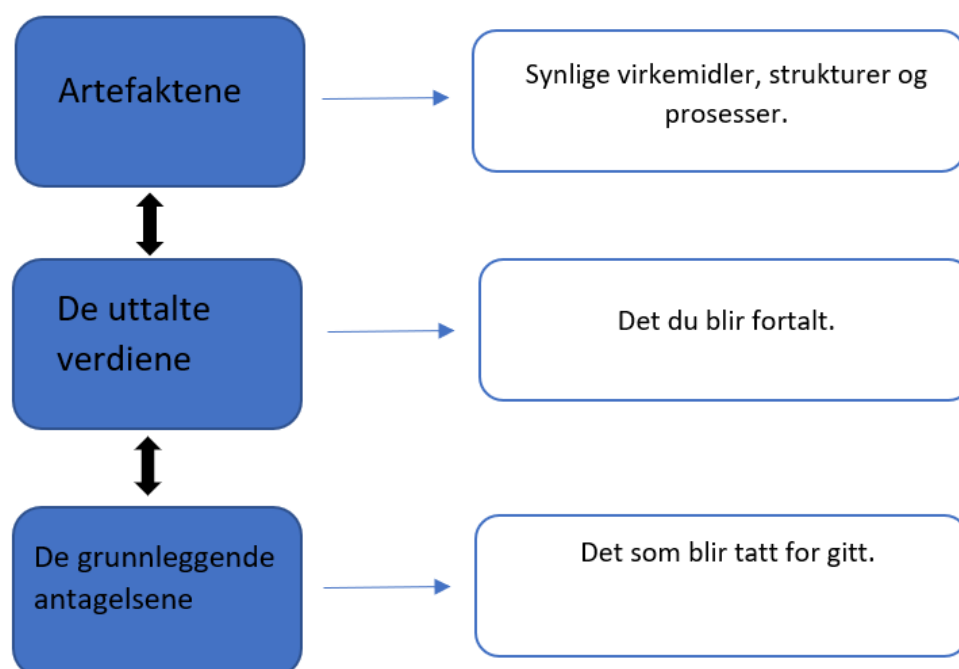 Artefaktene
Synlige virkemidler, strukturer og
prosesser.
De uttalte
verdiene
Det du blir fortalt.
De grunnleggende
antagelsene
Det som blir tatt for gitt.